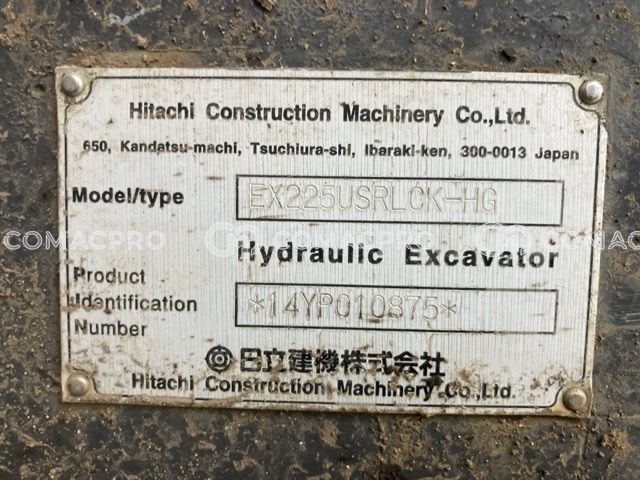 Hitachi Construction Machinery Co.,Ltd.
650, Kandatsu-machi, Tsuchiura-shi, Ibaraki-ken, 300-0013 Japan
Model/type EX225USRLCK-HG
COMACPRO COMACPRO COMACPRO
Hydraulic Excavator
Product
Identification
Number
*14YP010875*
日立建機株式会社
Hitachi Construction Machinery Co.,Ltd.